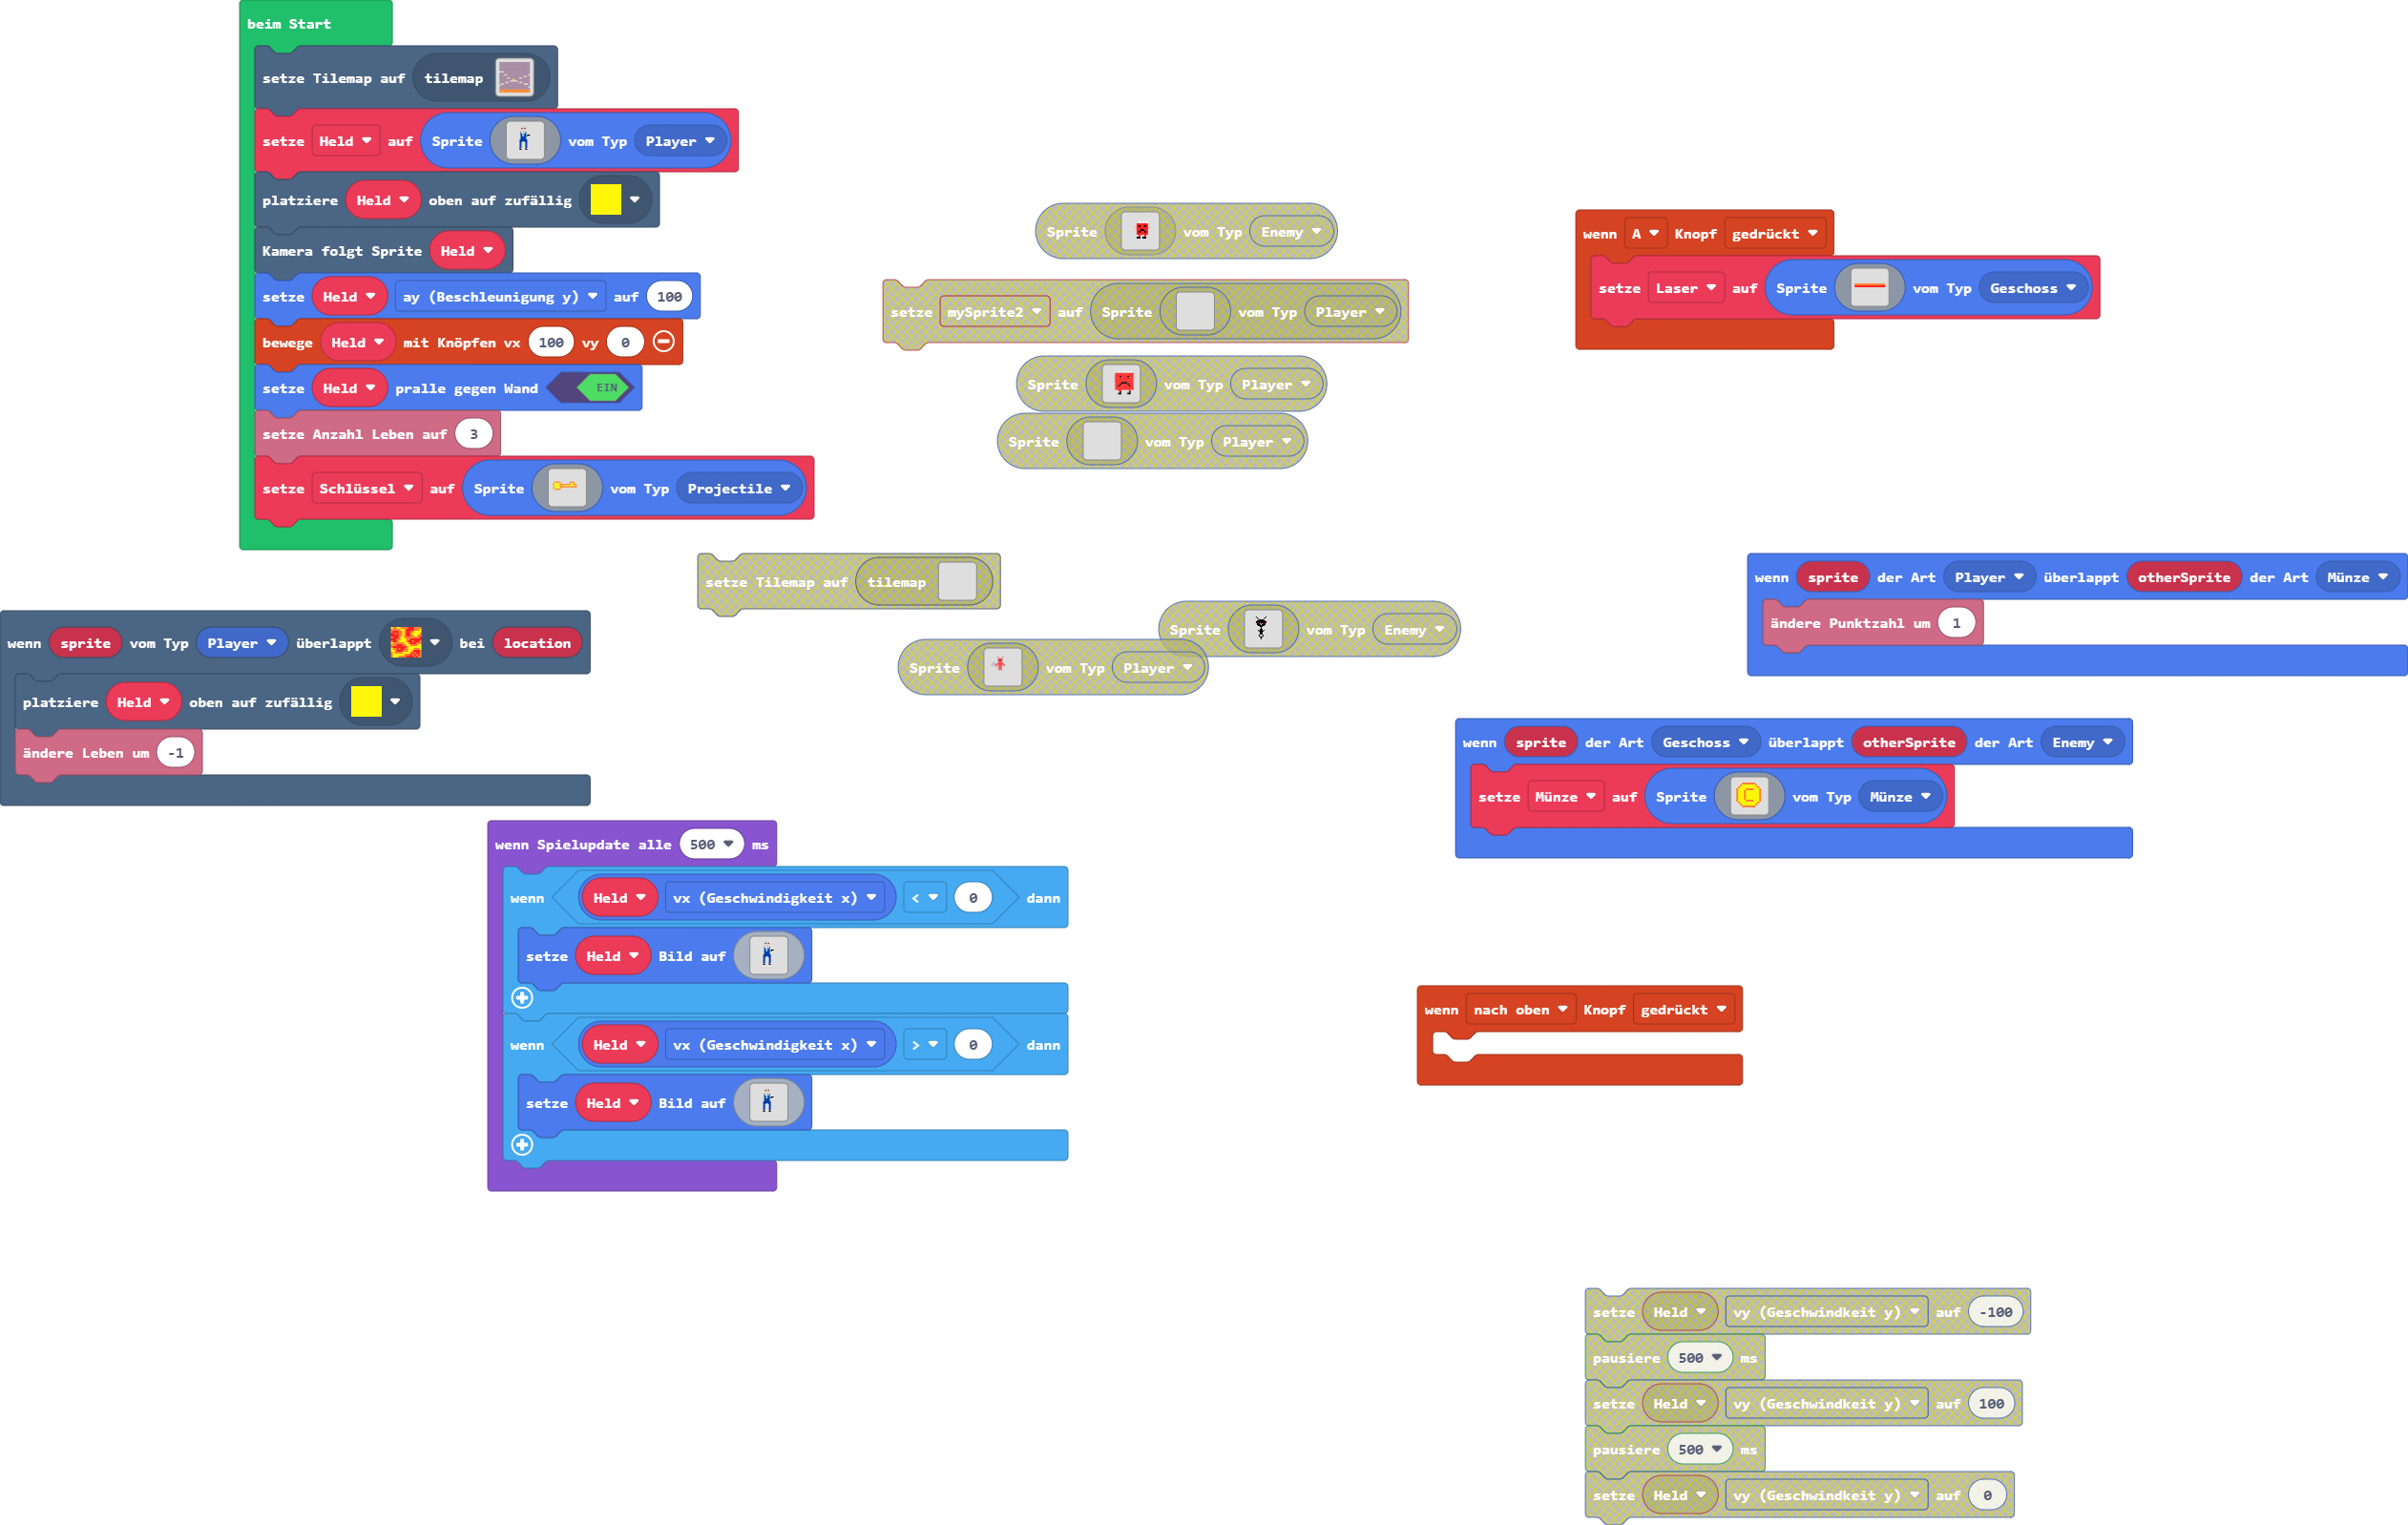 beim Start
setze Tilemap auf tilemap
setze Held auf Sprite vom Typ Player
platziere Held oben auf zufällig
Kamera folgt Sprite Held
setze Held ay (Beschleunigung y) auf 100
bewege Held mit Knöpfen vx 100 vy 0
setze Held pralle gegen Wand EIN
setze Anzahl Leben auf 3
setze Schlüssel auf Sprite vom Typ Projectile
Sprite vom Typ Enemy
setze mySprite2 auf Sprite vom Typ Player
Sprite vom Typ Player
Sprite vom Typ Player
wenn A Knopf gedrückt
setze Laser auf Sprite vom Typ Geschoss
setze Tilemap auf tilemap
Sprite vom Typ Enemy
Sprite vom Typ Player
wenn sprite der Art Player überlappt otherSprite der Art Münze
ändere Punktzahl um 1
wenn sprite vom Typ Player überlappt bei location
platziere Held oben auf zufällig
ändere Leben um -1
wenn sprite der Art Geschoss überlappt otherSprite der Art Enemy
setze Münze auf Sprite vom Typ Münze
wenn Spielupdate alle 500 ms
wenn Held vx (Geschwindigkeit x) < 0 dann
setze Held Bild auf
wenn Held vx (Geschwindigkeit x) > 0 dann
setze Held Bild auf
wenn nach oben Knopf gedrückt
setze Held vy (Geschwindkeit y) auf -100
pausiere 500 ms
setze Held vy (Geschwindkeit y) auf 100
pausiere 500 ms
setze Held vy (Geschwindkeit y) auf 0